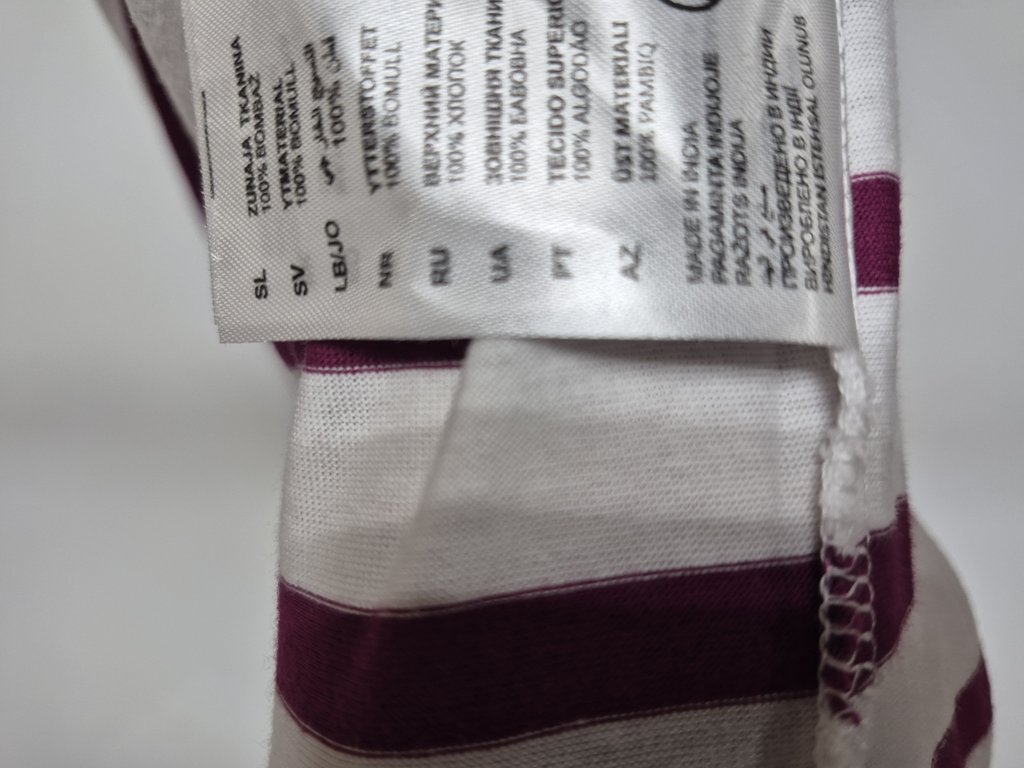 SL ZUNAJA TKANINA
100% BOMBAŽ
SV YTMATERIAL
100% BOMULL
LB/JO
100%
NR YTTERSTOFFET
100% BOMULL
RU ВЕРХНИЙ МАТЕРИ
100% ХЛОПОК
UA ЗОВНІШНЯ ТКАНИ
100% БАВОВНА
PT TECIDO SUPERIO
100% ALGODÃO
AZ ÜST MATERIALI
100% PAMBIQ
MADE IN INDIA
PAGAMINTA INDIJOJE
RAŽOTS INDIJĀ
ПРОИЗВЕДЕНО В ИНДИИ
ВИРОБЛЕНО В ІНДІЇ
HINDISTAN ISTEHSAL OLUNUB